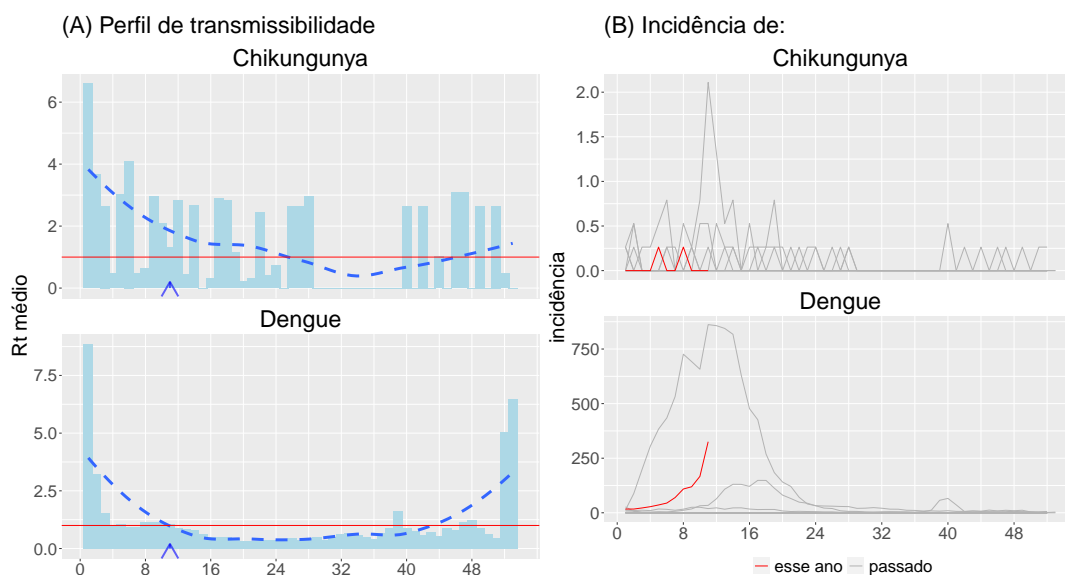 (A) Perfil de transmissibilidade
Chikungunya
6
4
2
0
Dengue
7.5
5.0
2.5
0.0
0 8 16 24 32 40 48
Rt médio
(B) Incidência de:
Chikungunya
2.0
1.5
1.0
0.5
0.0
Dengue
750
500
250
0
0 8 16 24 32 40 48
incidência
esse ano passado